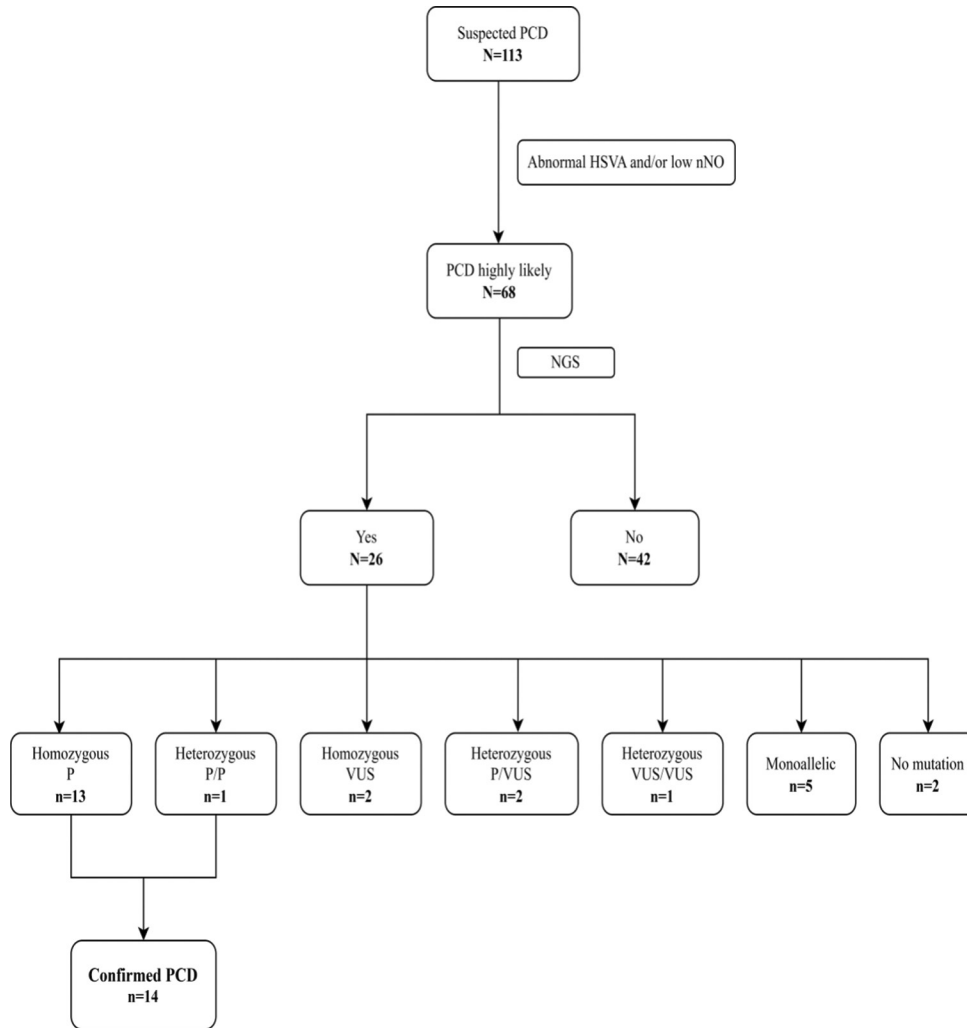 Suspected PCD
N=113
Abnormal HSVA and/or low nNO
PCD highly likely
N=68
NGS
Yes
N=26
No
N=42
Homozygous
P
n=13
Heterozygous
P/P
n=1
Homozygous
VUS
n=2
Heterozygous
P/VUS
n=2
Heterozygous
VUS/VUS
n=1
Monoallelic
n=5
No mutation
n=2
Confirmed PCD
n=14